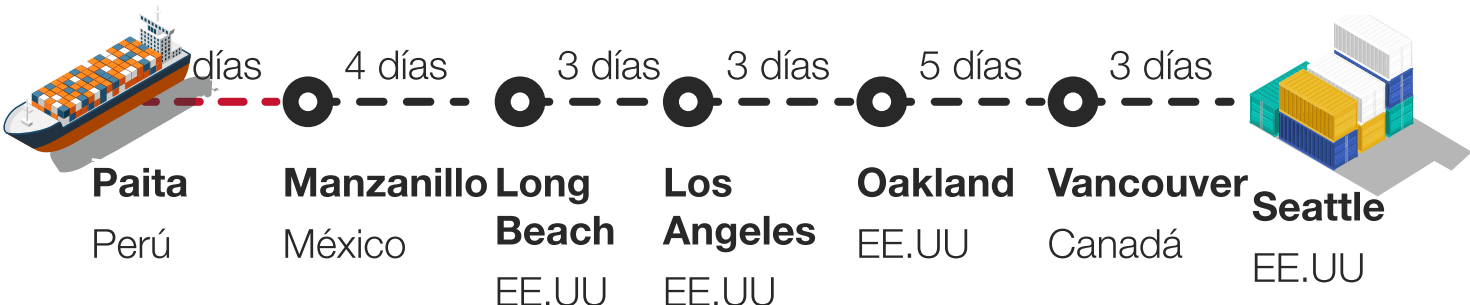 días
4 días
3 días
3 días
5 días
3 días
Paita
Perú
Manzanillo
México
Long
Beach
EE.UU
Los
Angeles
EE.UU
Oakland
EE.UU
Vancouver
Canadá
Seattle
EE.UU